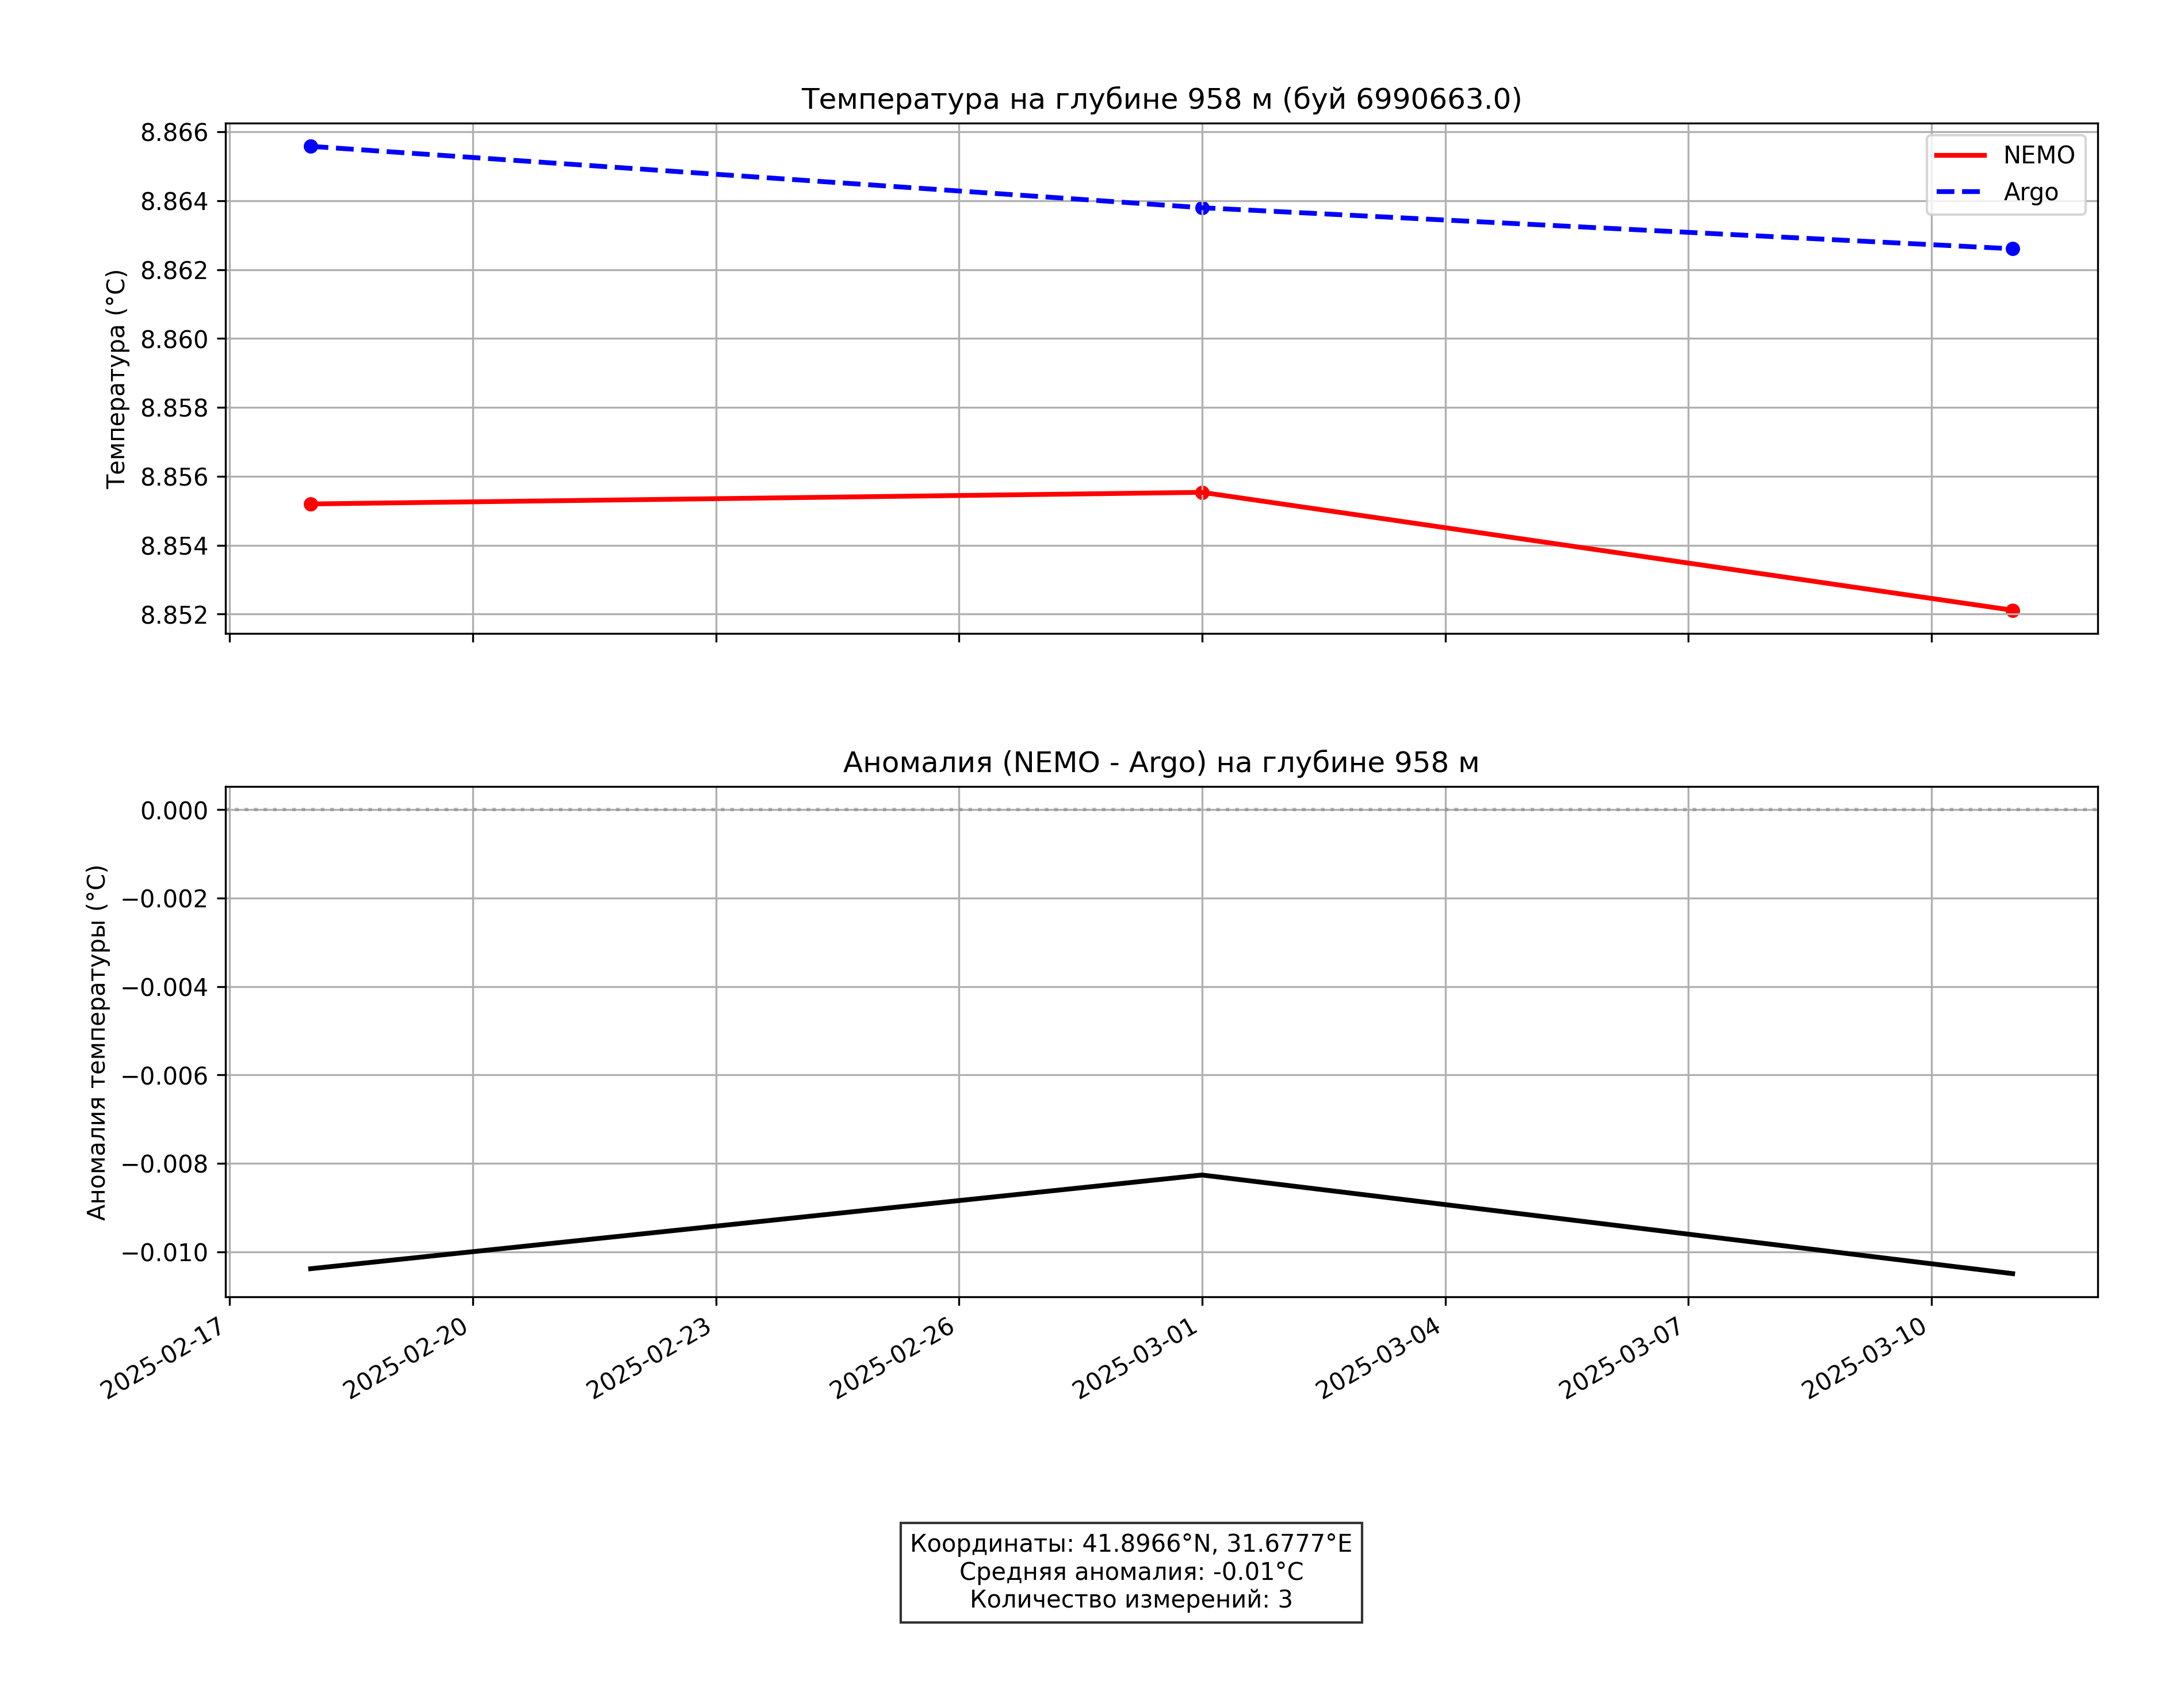 Температура на глубине 958 м (буй 6990663.0)
Температура (°C)
8.866
8.864
8.862
8.860
8.858
8.856
8.854
8.852
NEMO
Argo
Аномалия (NEMO - Argo) на глубине 958 м
Аномалия температуры (°C)
0.000
−0.002
−0.004
−0.006
−0.008
−0.010
2025-02-17
2025-02-20
2025-02-23
2025-02-26
2025-03-01
2025-03-04
2025-03-07
2025-03-10
Координаты: 41.8966°N, 31.6777°E
Средняя аномалия: -0.01°C
Количество измерений: 3